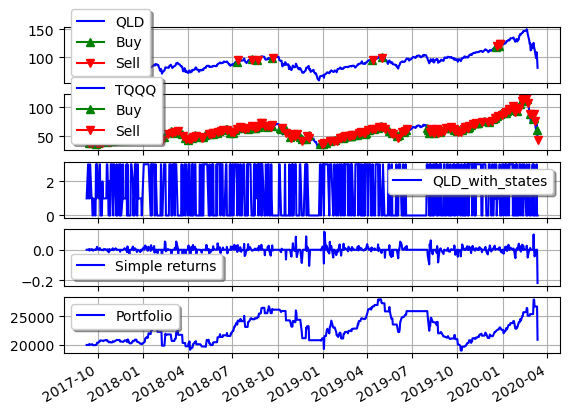 150
100
QLD
Buy
Sell
100
50
TQQQ
Buy
Sell
2
0
QLD_with_states
0.0
−0.2
Simple returns
25000
20000
Portfolio
2017-10
2018-01
2018-04
2018-07
2018-10
2019-01
2019-04
2019-07
2019-10
2020-01
2020-04